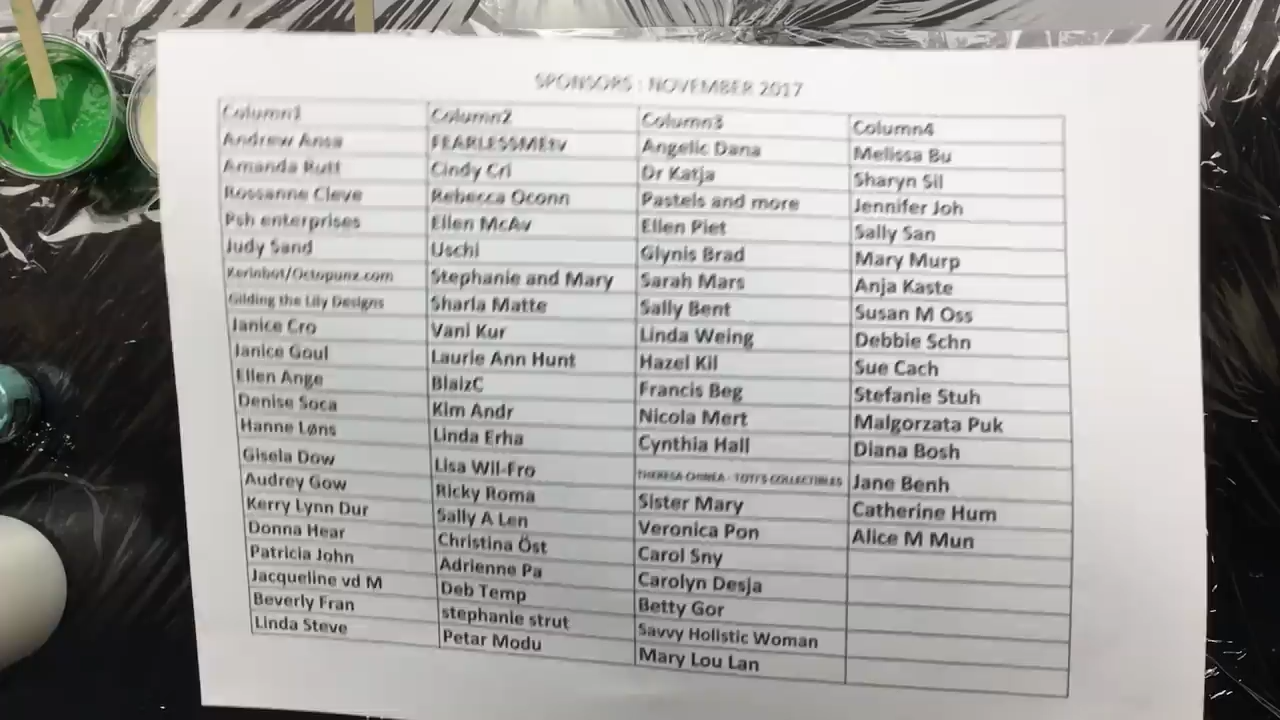 SPONSORS : NOVEMBER 2017
Column1 Column2 Column3 Column4
Andrew Ansa FEARLESSMEtv Angelic Dana Melissa Bu
Amanda Rutt Cindy Cri Dr Katja Sharyn Sil
Rossanne Cleve Rebecca Oconn Pastels and more Jennifer Joh
Psh enterprises Ellen McAv Ellen Piet Sally San
Judy Sand Uschi Glynis Brad Mary Murp
Kerinbot/Octopunx.com Stephanie and Mary Sarah Mars Anja Kaste
Gilding the Lily Designs Sharla Matte Sally Bent Susan M Oss
Janice Cro Vani Kur Linda Weing Debbie Schn
Janice Goul Laurie Ann Hunt Hazel Kil Sue Cach
Ellen Ange BlaizC Francis Beg Stefanie Stuh
Denise Soca Kim Andr Nicola Mert Malgorzata Puk
Hanne Løns Linda Erha Cynthia Hall Diana Bosh
Gisela Dow Lisa Wil-Fro THERESA CHINEA - TOTI'S COLLECTIBLES Jane Benh
Audrey Gow Ricky Roma Sister Mary Catherine Hum
Kerry Lynn Dur Sally A Len Veronica Pon Alice M Mun
Donna Hear Christina Öst Carol Sny
Patricia John Adrienne Pa Carolyn Desja
Jacqueline vd M Deb Temp Betty Gor
Beverly Fran stephanie strut Savvy Holistic Woman
Linda Steve Petar Modu Mary Lou Lan